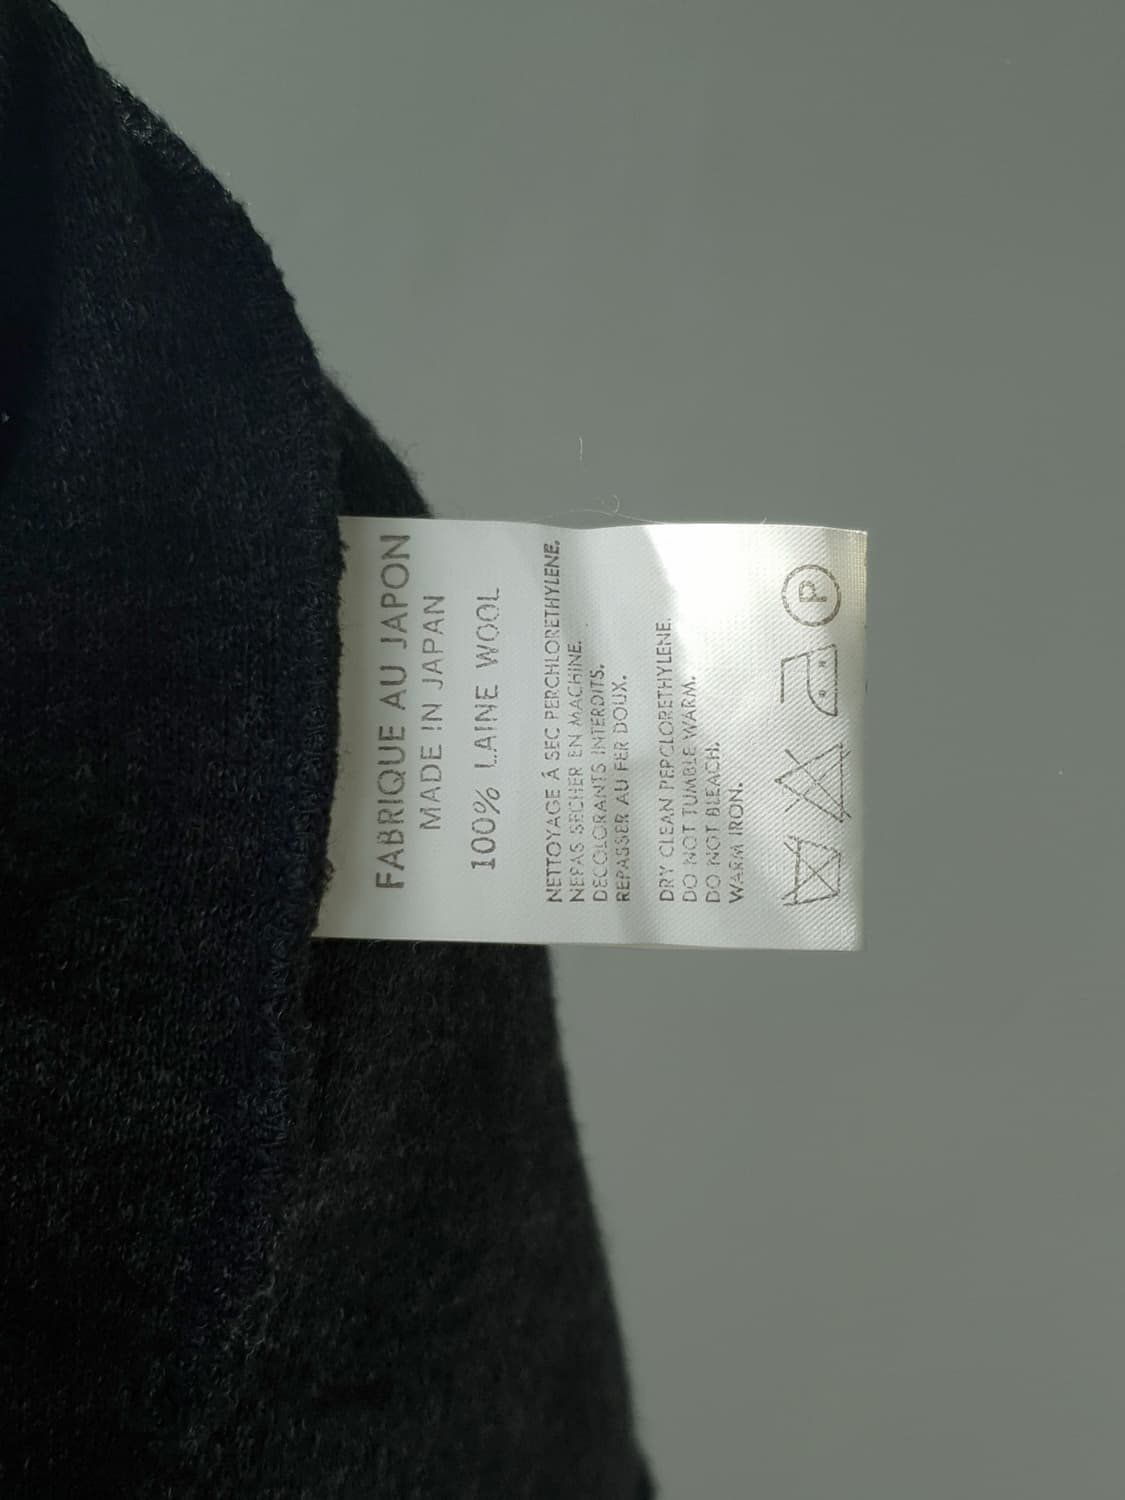 FABRIQUE AU JAPON
MADE IN JAPAN
100% LAINE WOOL
NETTOYAGE À SEC PERCHLORETHYLENE.
NEPAS SECHER EN MACHINE.
DECOLORANTS INTERDITS.
REPASSER AU FER DOUX.
DRY CLEAN PEPCLORETHYLENE.
DO NOT TUMBLE WARM.
DO NOT BLEACH.
WARM IRON.
P